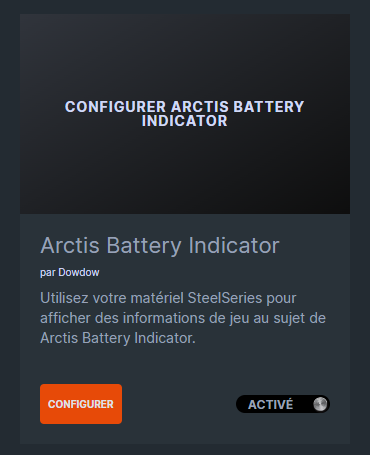 CONFIGURER ARCTIS BATTERY
INDICATOR
Arctis Battery Indicator
par Dowdow
Utilisez votre matériel SteelSeries pour
afficher des informations de jeu au sujet de
Arctis Battery Indicator.
CONFIGURER
ACTIVÉ